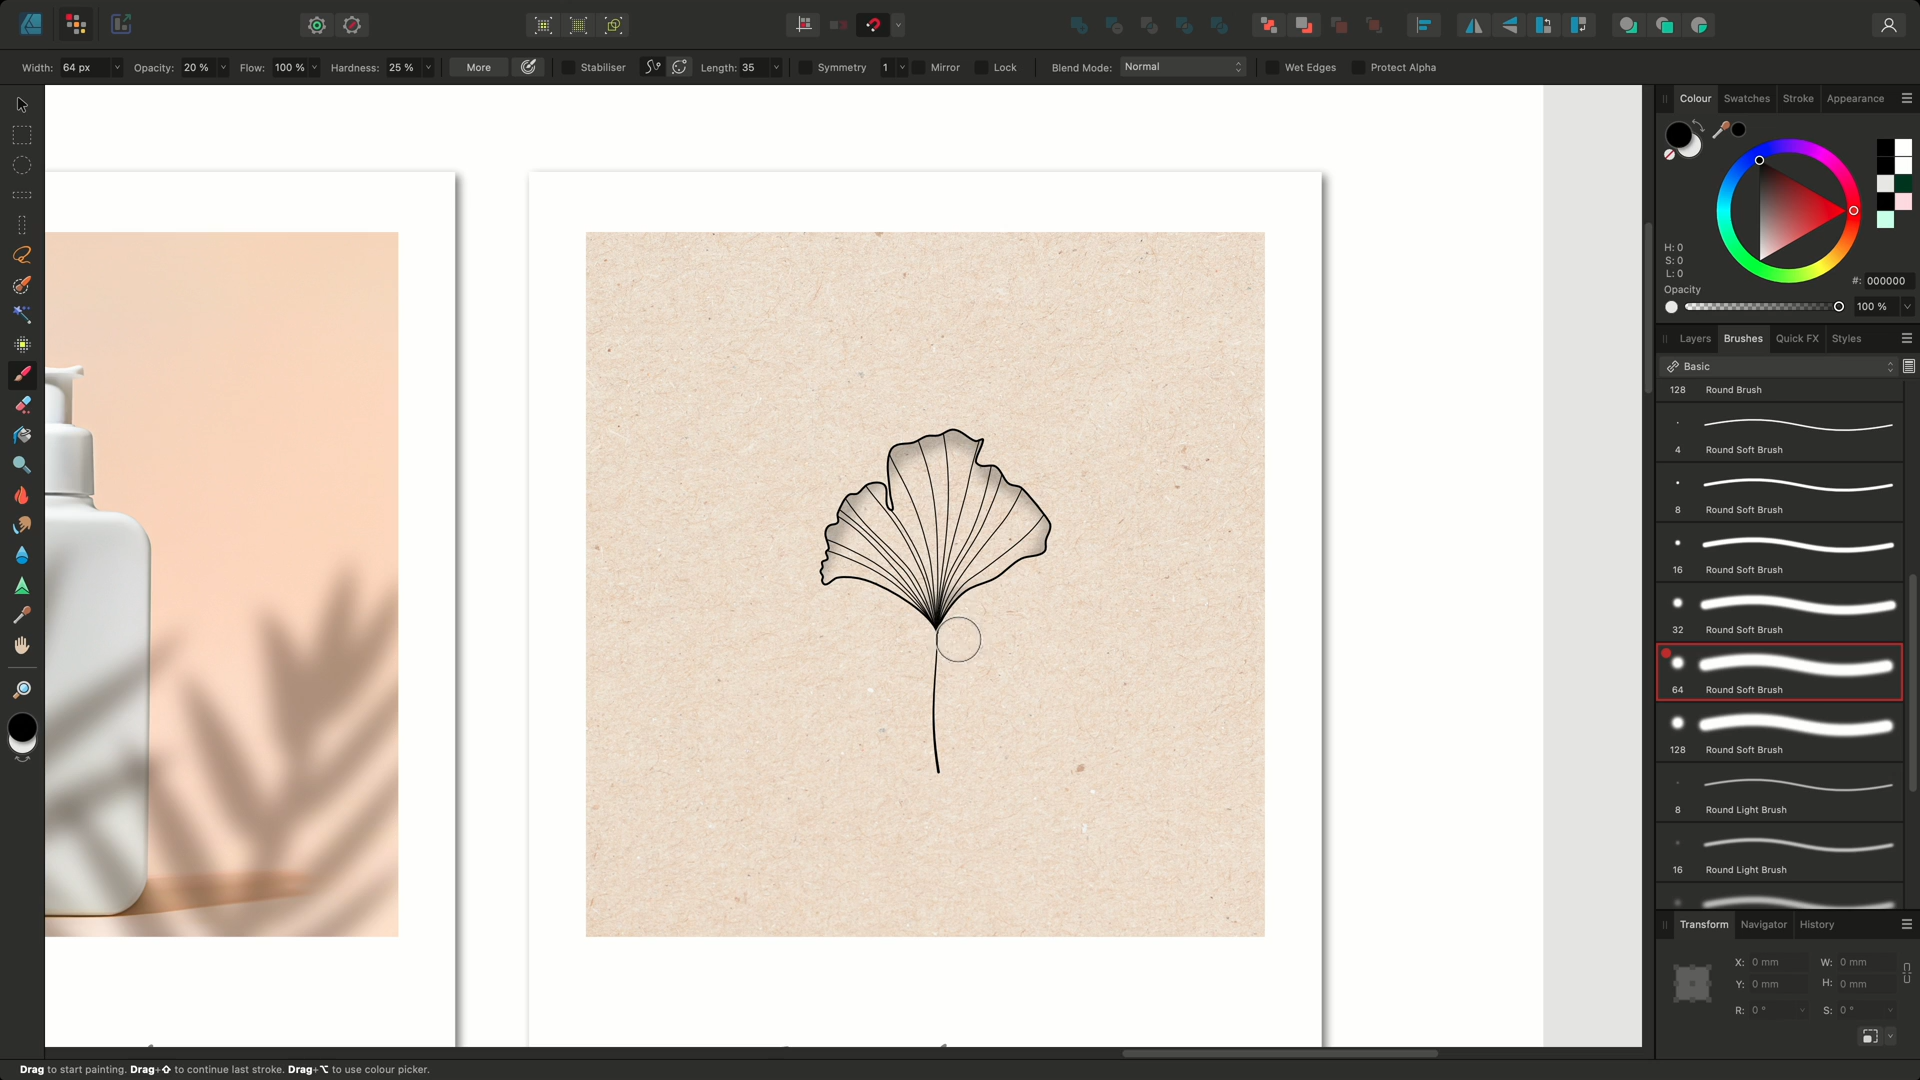 Width: 64 px Opacity: 20 % Flow: 100 % Hardness: 25 % More Stabiliser Length: 35 Symmetry 1 Mirror Lock Blend Mode: Normal Wet Edges Protect Alpha
Colour Swatches Stroke Appearance
H: 0
S: 0
L: 0
#: 000000
Opacity
100 %
Layers Brushes Quick FX Styles
Basic
128 Round Brush
4 Round Soft Brush
8 Round Soft Brush
16 Round Soft Brush
32 Round Soft Brush
64 Round Soft Brush
128 Round Soft Brush
8 Round Light Brush
16 Round Light Brush
Transform Navigator History
X: 0 mm W: 0 mm
Y: 0 mm H: 0 mm
R: 0 ° S: 0 °
Drag to start painting. Drag+⇧ to continue last stroke. Drag+⌥ to use colour picker.